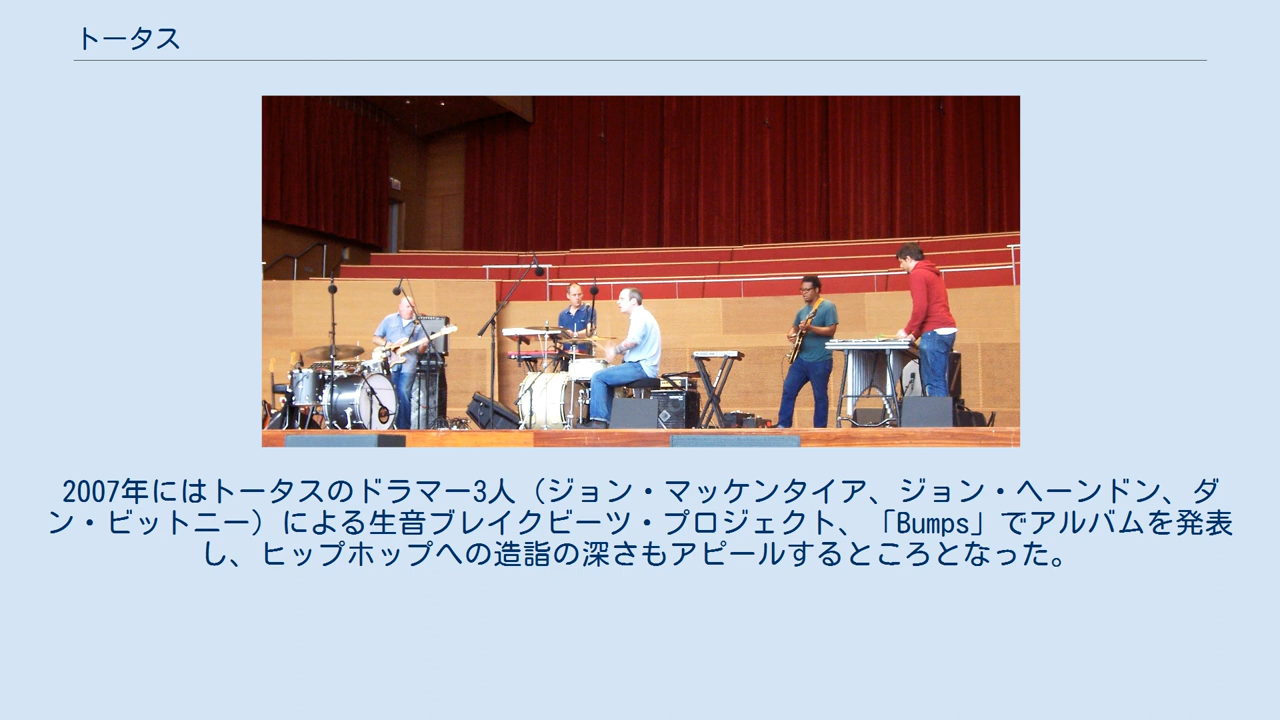 トータス
2007年にはトータスのドラマー3人（ジョン・マッケンタイア、ジョン・ヘーンドン、ダ
ン・ビットニー）による生音ブレイクビーツ・プロジェクト、「Bumps」でアルバムを発表
し、ヒップホップへの造詣の深さもアピールするところとなった。